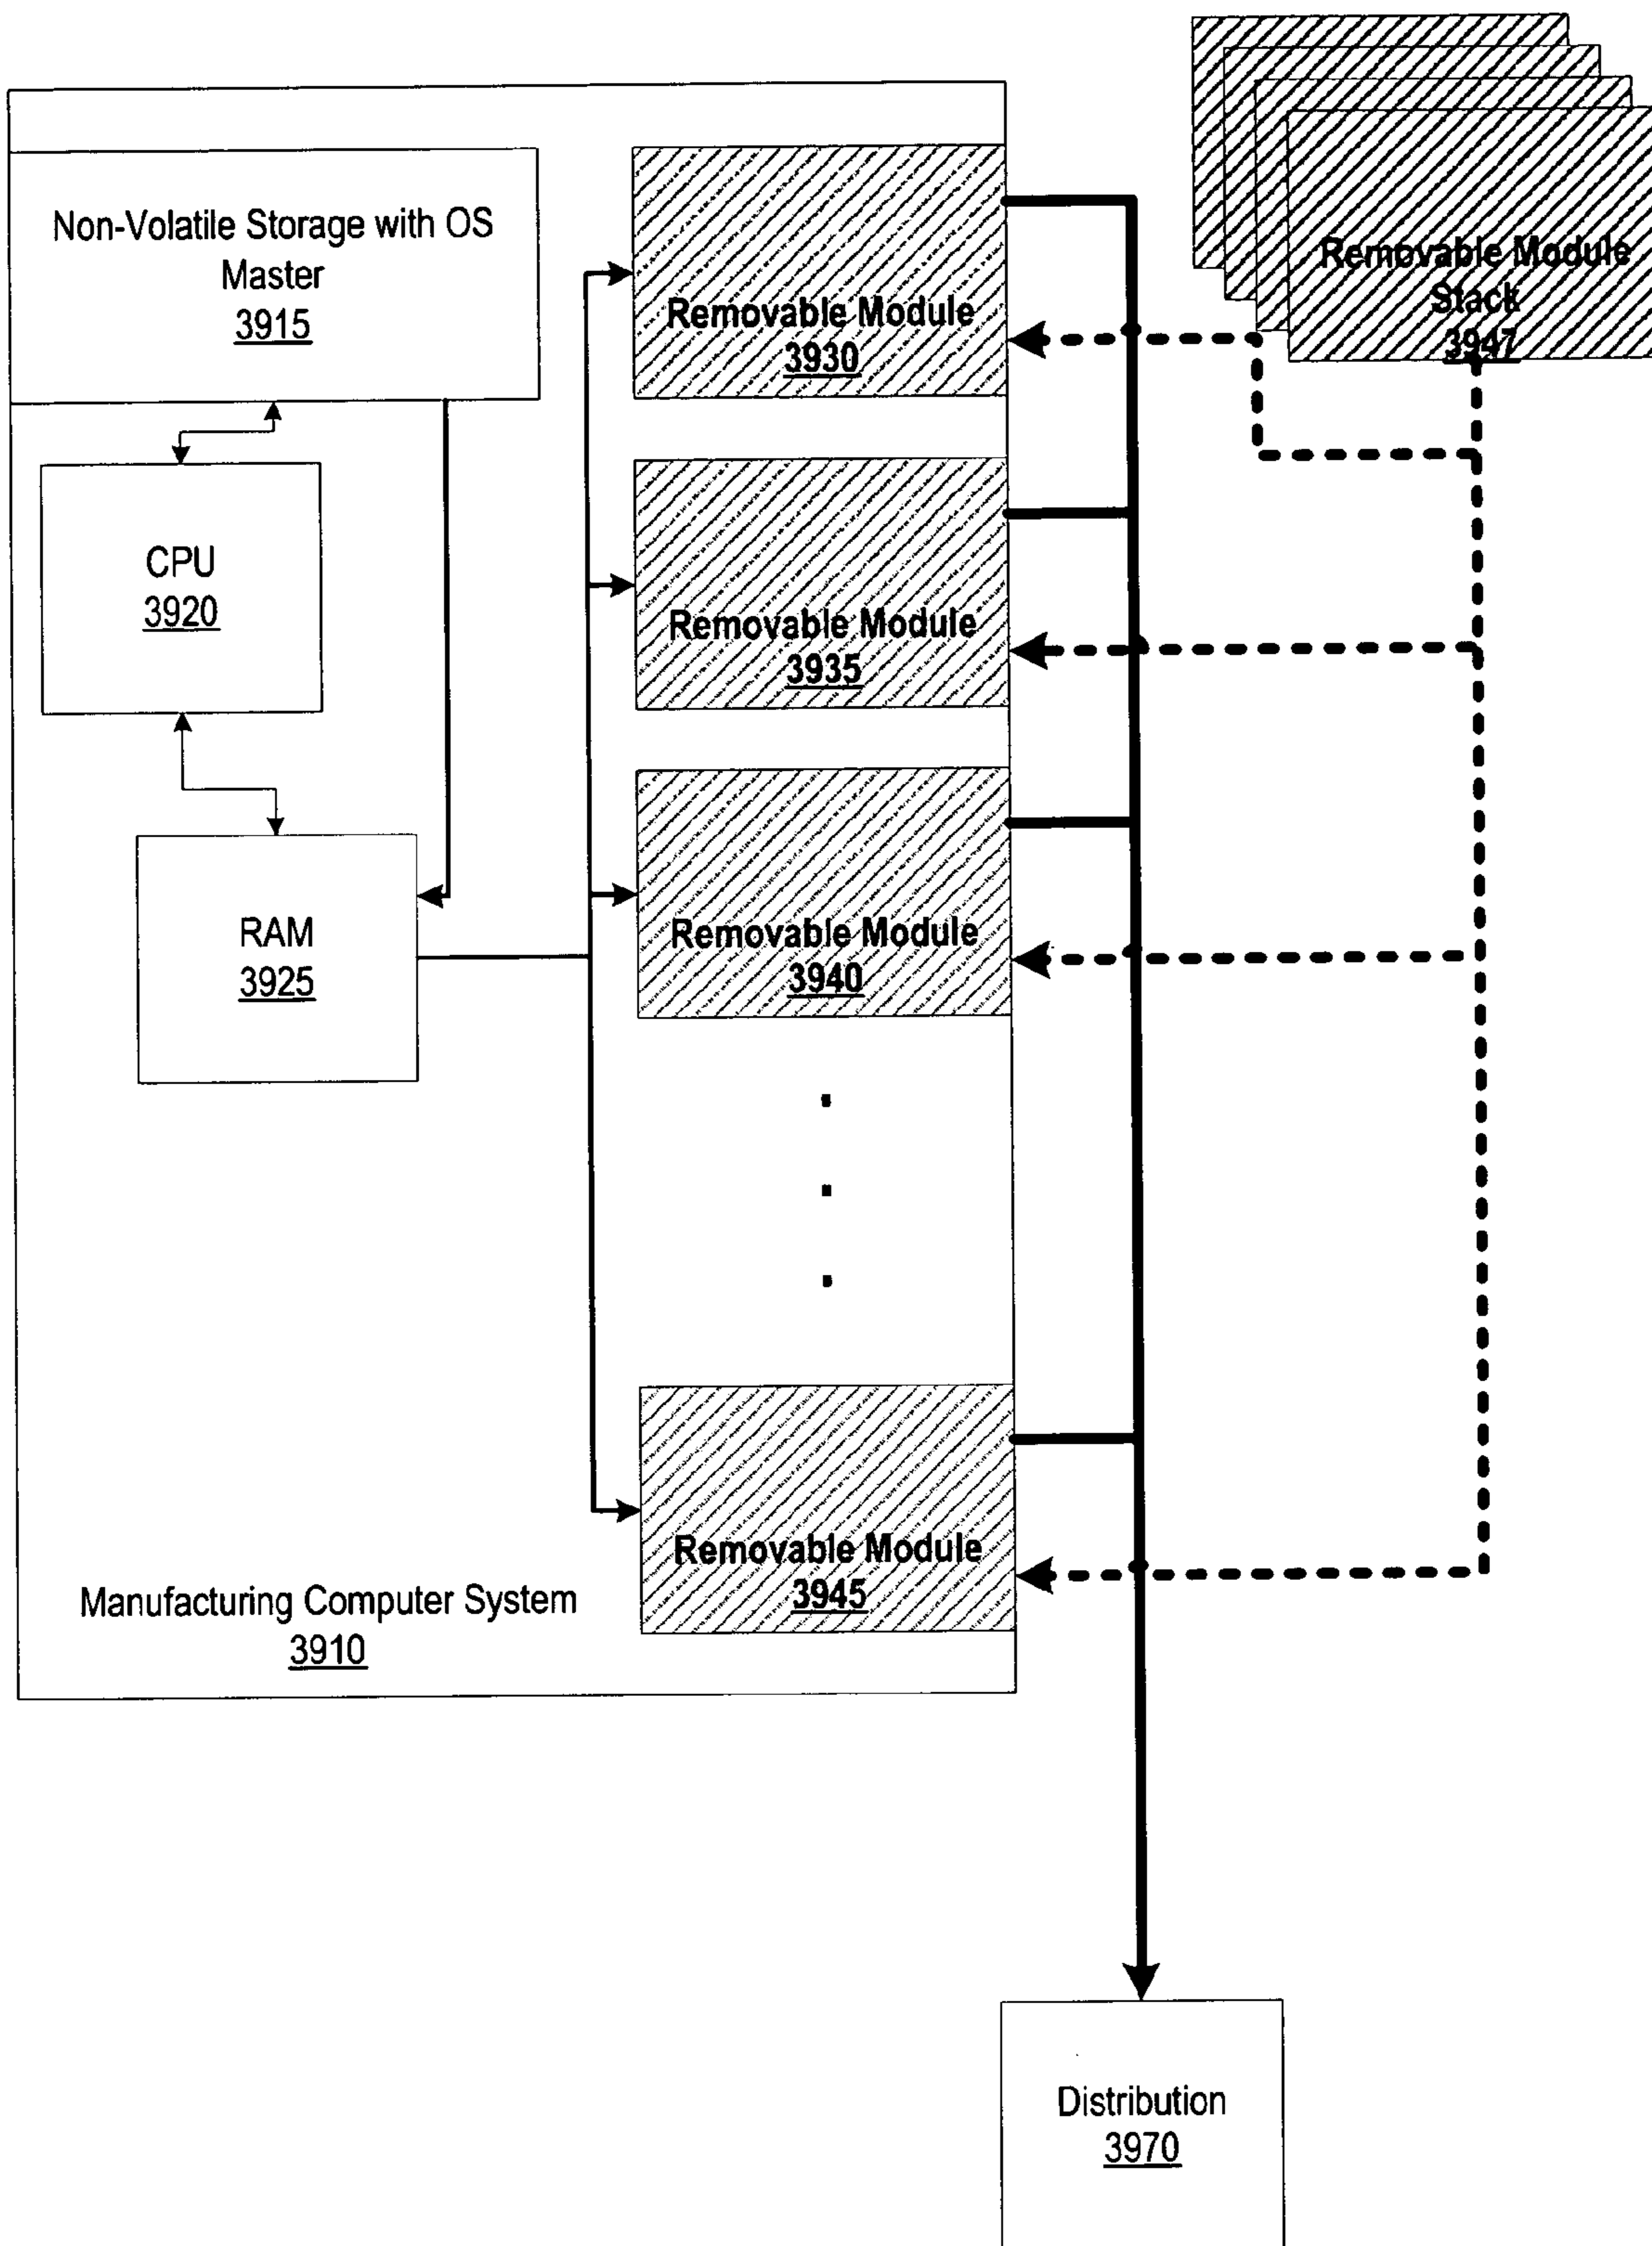 Non-Volatile Storage with OS
Master
3915
CPU
3920
RAM
3925
Removable Module
3930
Removable Module
3935
Removable Module
3940
Removable Module
3945
Removable Module
Stack
3947
Manufacturing Computer System
3910
Distribution
3970